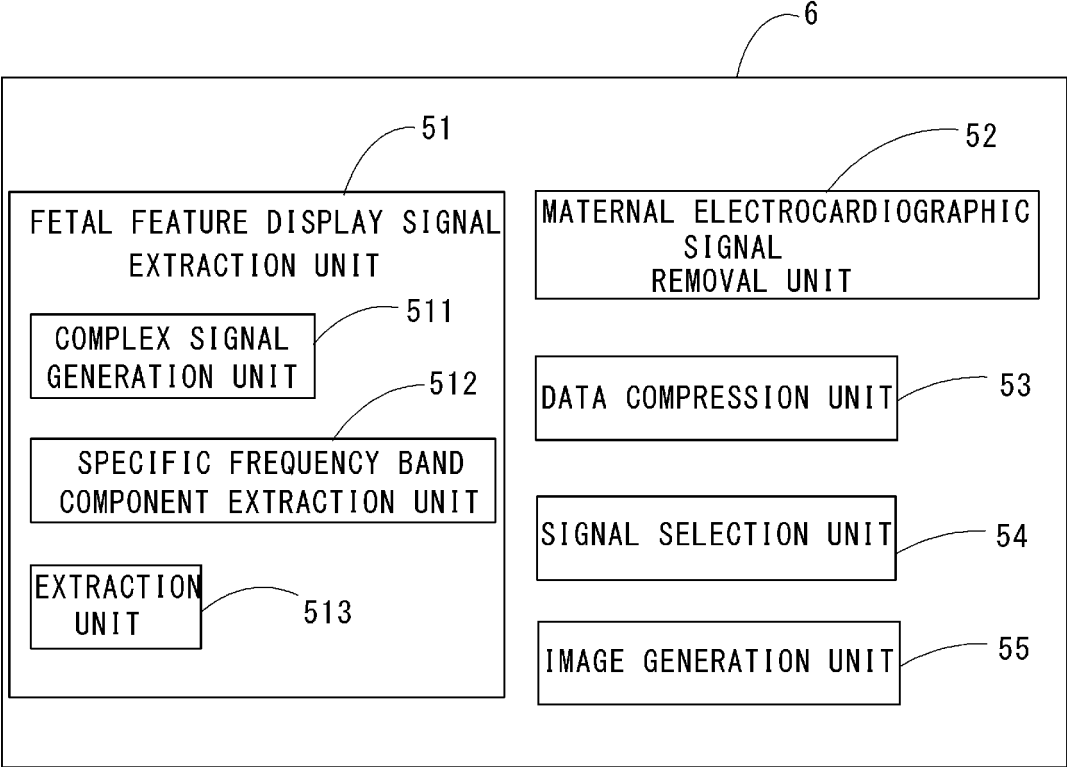 6
51
FETAL FEATURE DISPLAY SIGNAL
EXTRACTION UNIT
511
COMPLEX SIGNAL
GENERATION UNIT
512
SPECIFIC FREQUENCY BAND
COMPONENT EXTRACTION UNIT
EXTRACTION
UNIT
513
52
MATERNAL ELECTROCARDIOGRAPHIC
SIGNAL
REMOVAL UNIT
DATA COMPRESSION UNIT
53
SIGNAL SELECTION UNIT
54
IMAGE GENERATION UNIT
55